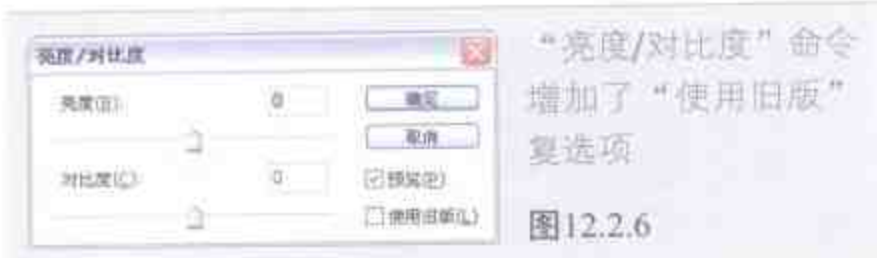 亮度/对比度
亮度(B): 0
确定
取消
对比度(C): 0
预览(P)
使用旧版(L)
“亮度/对比度”命令
增加了“使用旧版”
复选项
图12.2.6